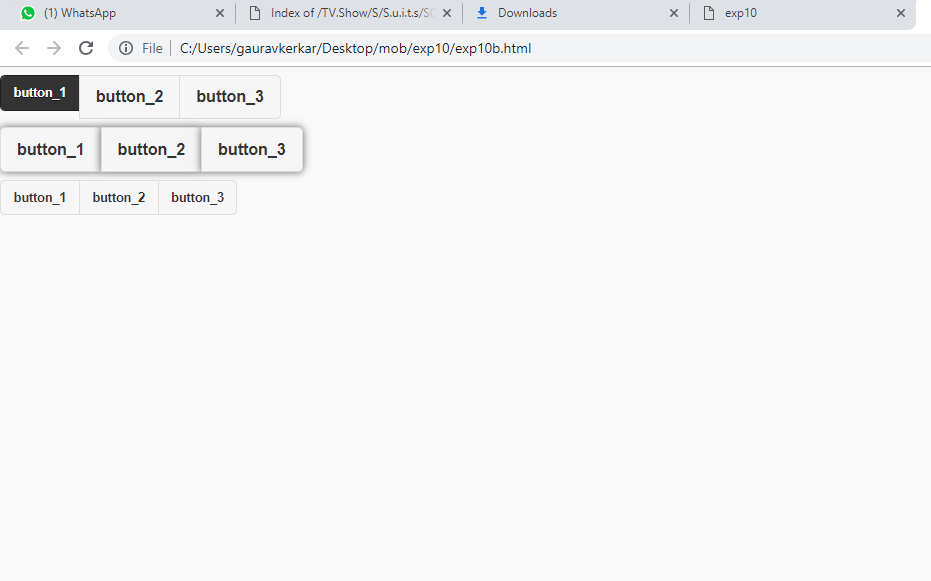 (1) WhatsApp
Index of /TV.Show/S/S.u.i.t.s/
Downloads
exp10
File
C:/Users/gauravkerkar/Desktop/mob/exp10/exp10b.html
button_1 button_2 button_3
button_1 button_2 button_3
button_1 button_2 button_3